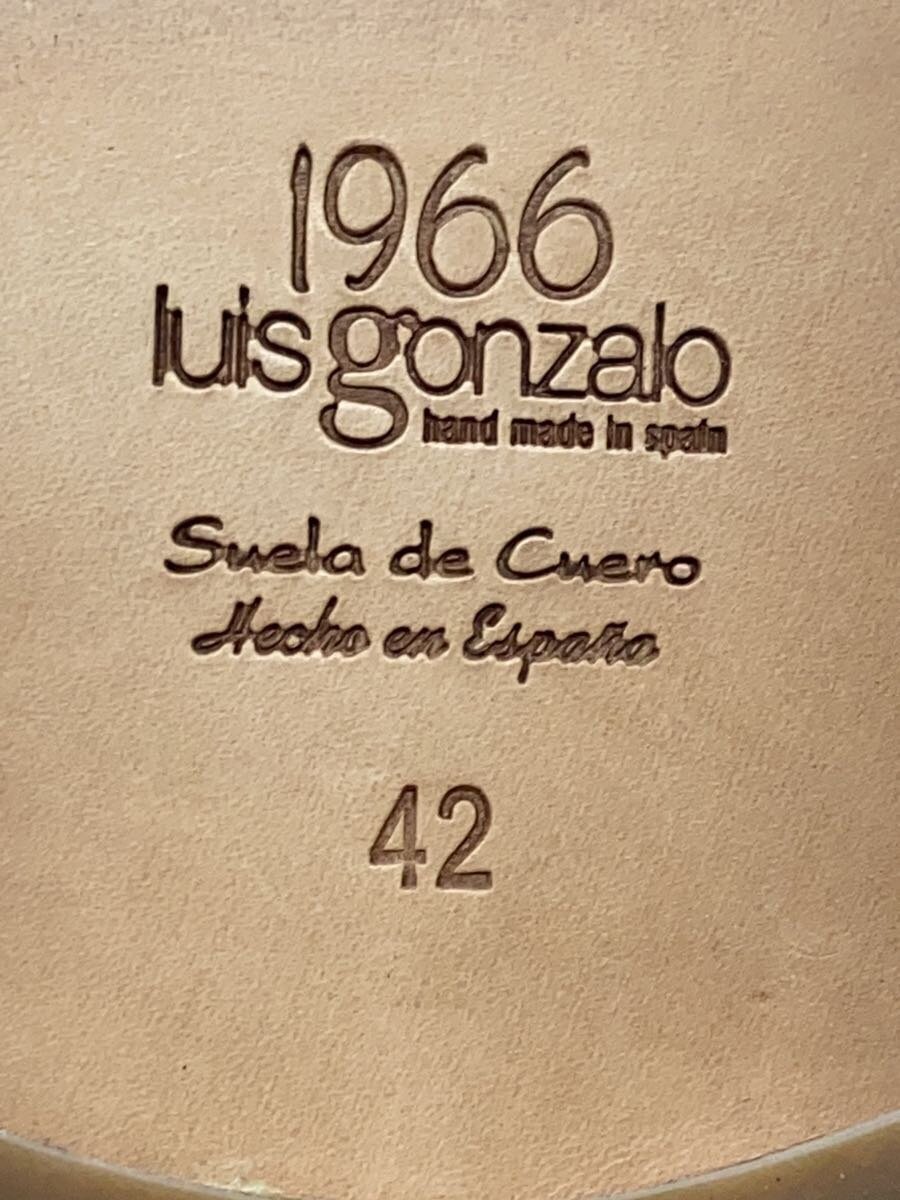 1966
luis gonzalo
hand made in spain
Suela de Cuero
Hecho en España
42